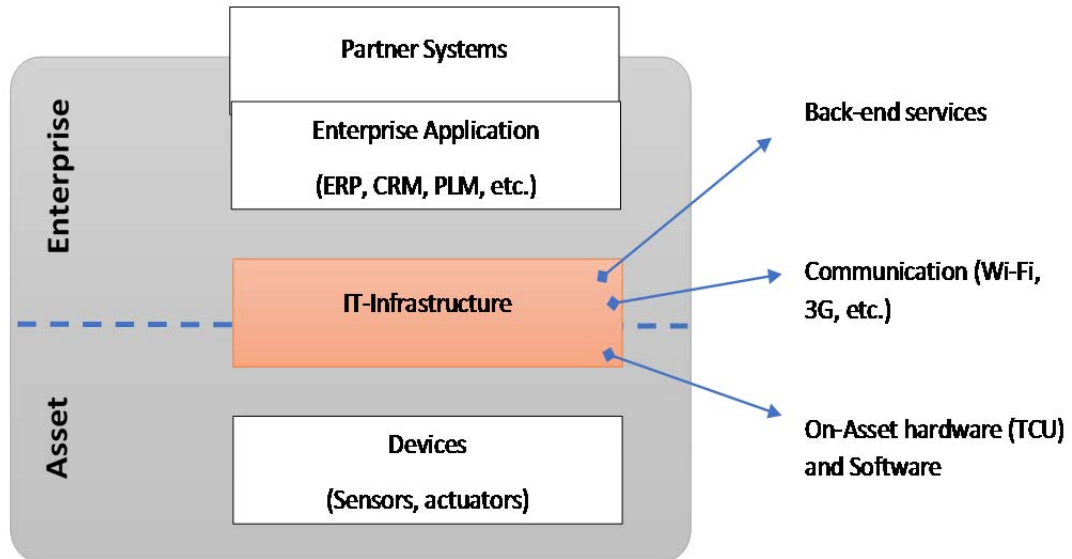 Partner Systems
Enterprise Application
(ERP, CRM, PLM, etc.)
Enterprise
IT-Infrastructure
Asset
Devices
(Sensors, actuators)
Back-end services
Communication (Wi-Fi,
3G, etc.)
On-Asset hardware (TCU)
and Software